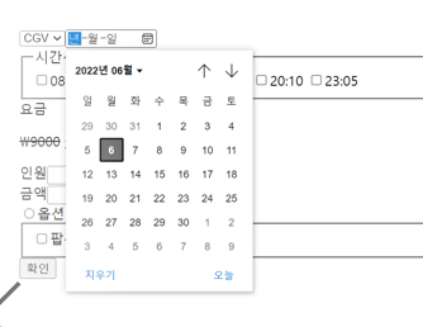 CGV 년-월-일
시간
08 20:10 23:05
2022년 06월
요금
일 월 화 수 목 금 토
29 30 31 1 2 3 4
₩9000
5 6 7 8 9 10 11
인원
12 13 14 15 16 17 18
금액
19 20 21 22 23 24 25
옵션
26 27 28 29 30 1 2
팝
3 4 5 6 7 8 9
확인
지우기 오늘